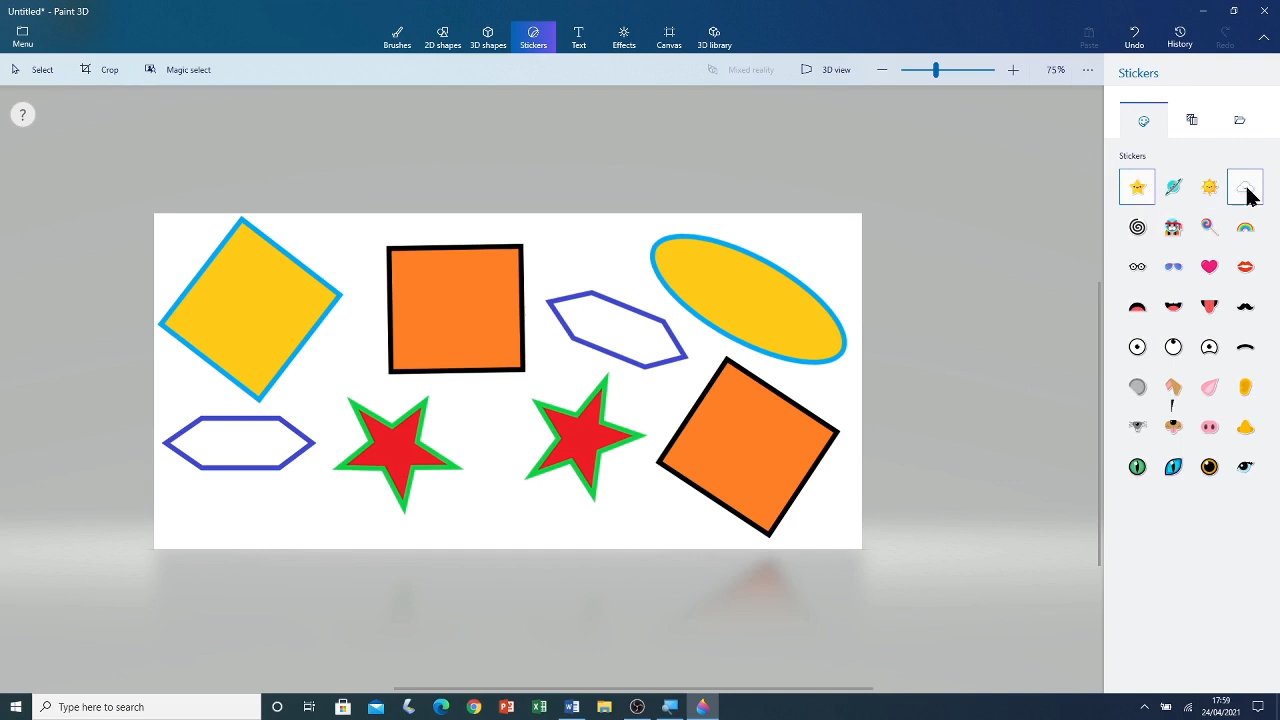 Untitled* - Paint 3D
Menu
Brushes
2D shapes
3D shapes
Stickers
Text
Effects
Canvas
3D library
Paste
Undo
History
Redo
Select
Crop
Magic select
Mixed reality
3D view
75%
Stickers
?
Stickers
Type here to search
17:59
24/04/2021